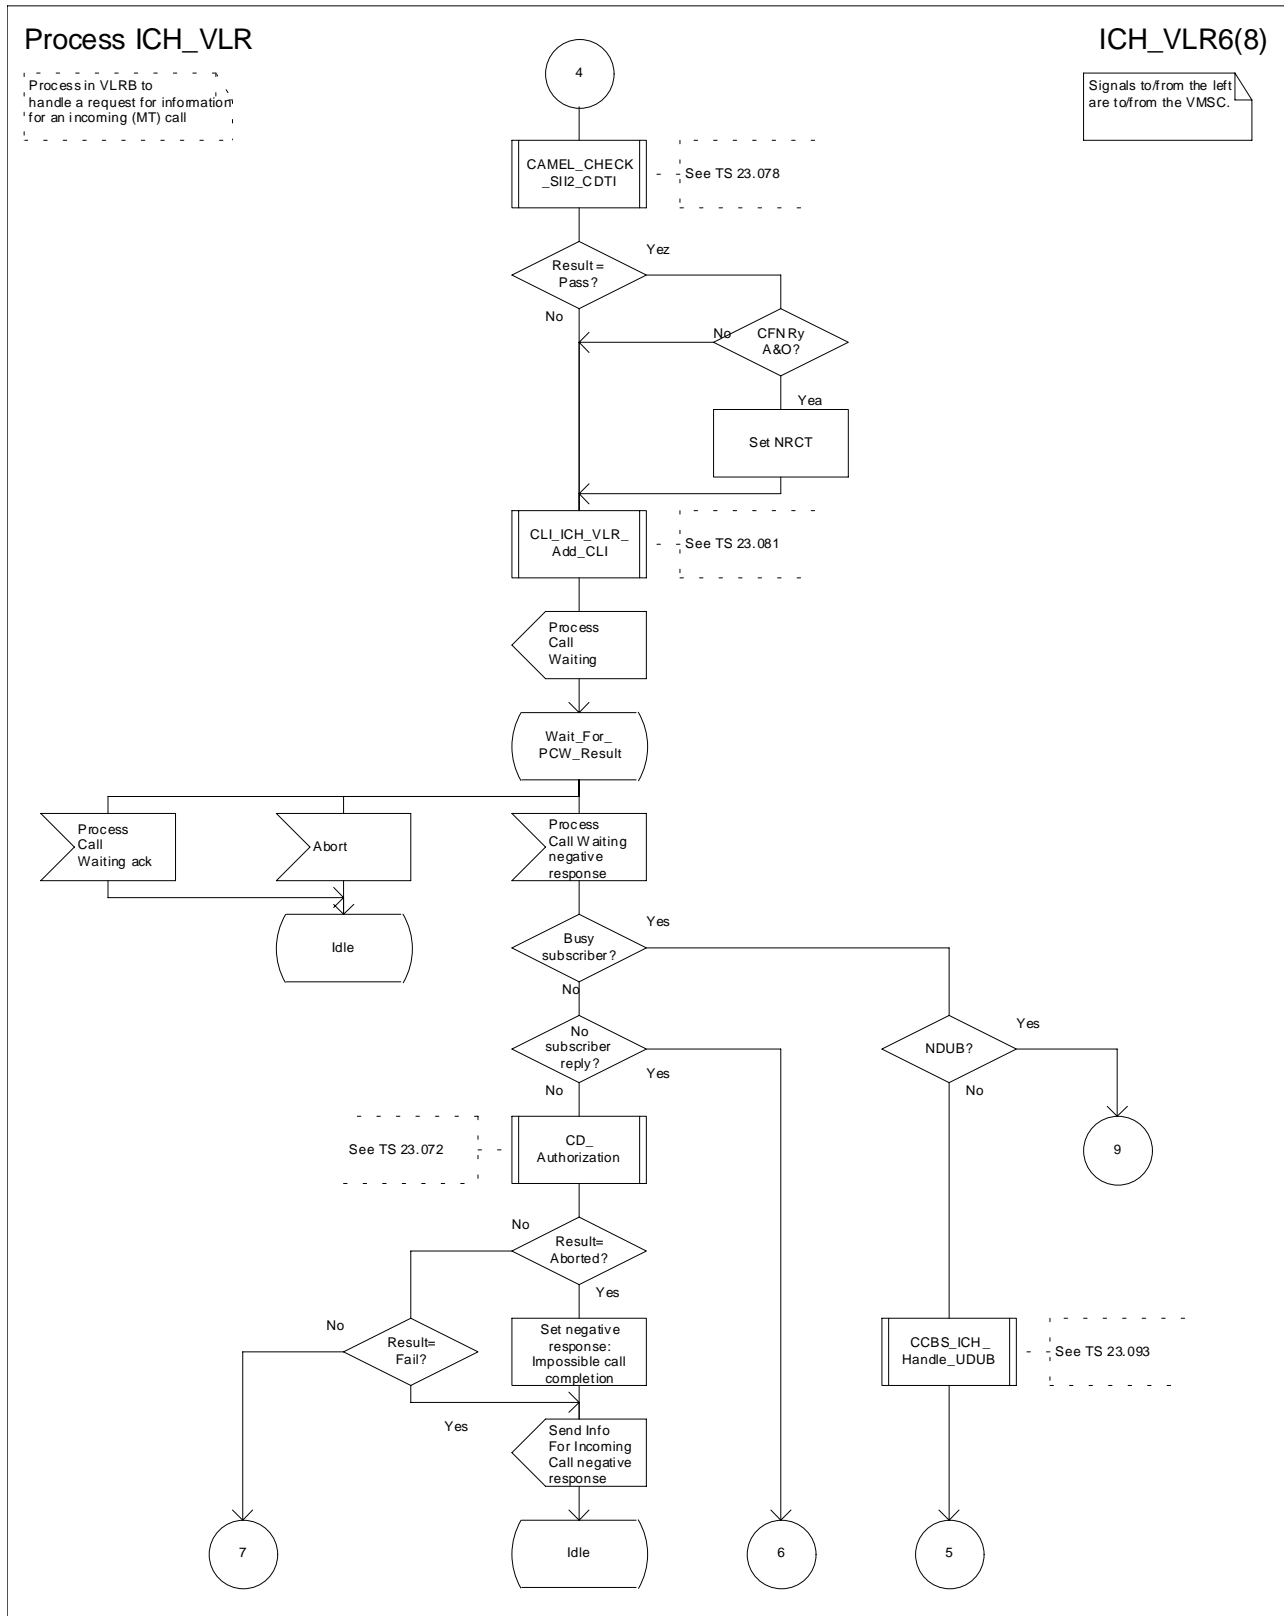 Process ICH_VLR
ICH_VLR6(8)
Process in VLRB to
handle a request for information
for an incoming (MT) call
Signals to/from the left
are to/from the VMSC.
4
CAMEL_CHECK
_SII2_CDTI
See TS 23.078
Result =
Pass?
Yez
No
CFNRy
A&O?
No
Yea
Set NRCT
CLI_ICH_VLR_
Add_CLI
See TS 23.081
Process
Call
Waiting
Wait_For_
PCW_Result
Process
Call
Waiting ack
Abort
Process
Call Waiting
negative
response
Idle
Busy
subscriber?
Yes
No
No
subscriber
reply?
Yes
No
NDUB?
Yes
No
9
See TS 23.072
CD_
Authorization
Result=
Aborted?
No
Yes
Result=
Fail?
No
Yes
Set negative
response:
Impossible call
completion
CCBS_ICH_
Handle_UDUB
See TS 23.093
Send Info
For Incoming
Call negative
response
7
Idle
6
5